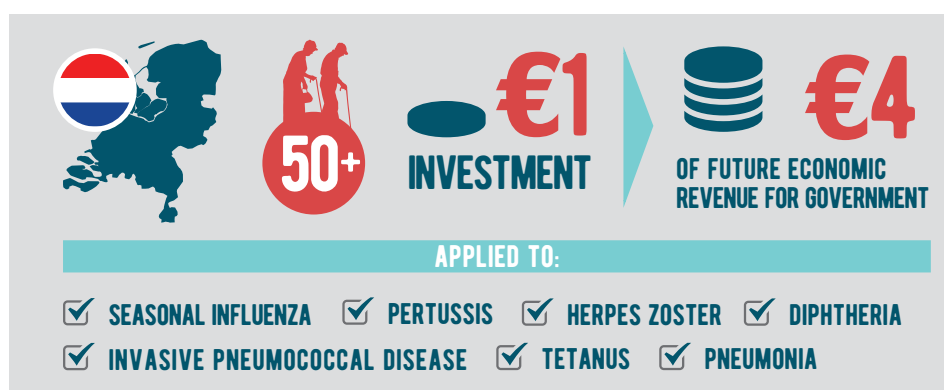 50+
€1
INVESTMENT
€4
OF FUTURE ECONOMIC
REVENUE FOR GOVERNMENT
APPLIED TO:
SEASONAL INFLUENZA PERTUSSIS HERPES ZOSTER DIPHTHERIA
INVASIVE PNEUMOCOCCAL DISEASE TETANUS PNEUMONIA